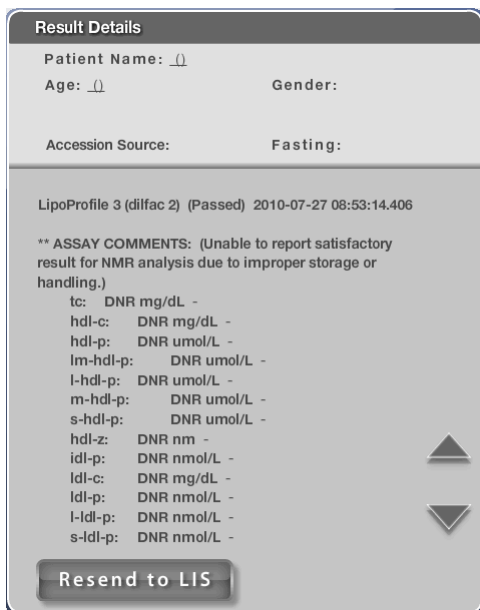 Result Details
Patient Name: ()
Age: ()    Gender:
Accession Source:    Fasting:
LipoProfile 3 (dilfac 2)  (Passed)  2010-07-27 08:53:14.406
** ASSAY COMMENTS:  (Unable to report satisfactory
result for NMR analysis due to improper storage or
handling.)
tc:    DNR mg/dL  -
hdl-c:    DNR mg/dL  -
hdl-p:    DNR umol/L  -
lm-hdl-p:    DNR umol/L  -
l-hdl-p:    DNR umol/L  -
m-hdl-p:    DNR umol/L  -
s-hdl-p:    DNR umol/L  -
hdl-z:    DNR nm  -
idl-p:    DNR nmol/L  -
ldl-c:    DNR mg/dL  -
ldl-p:    DNR nmol/L  -
l-ldl-p:    DNR nmol/L  -
s-ldl-p:    DNR nmol/L  -
Resend to LIS